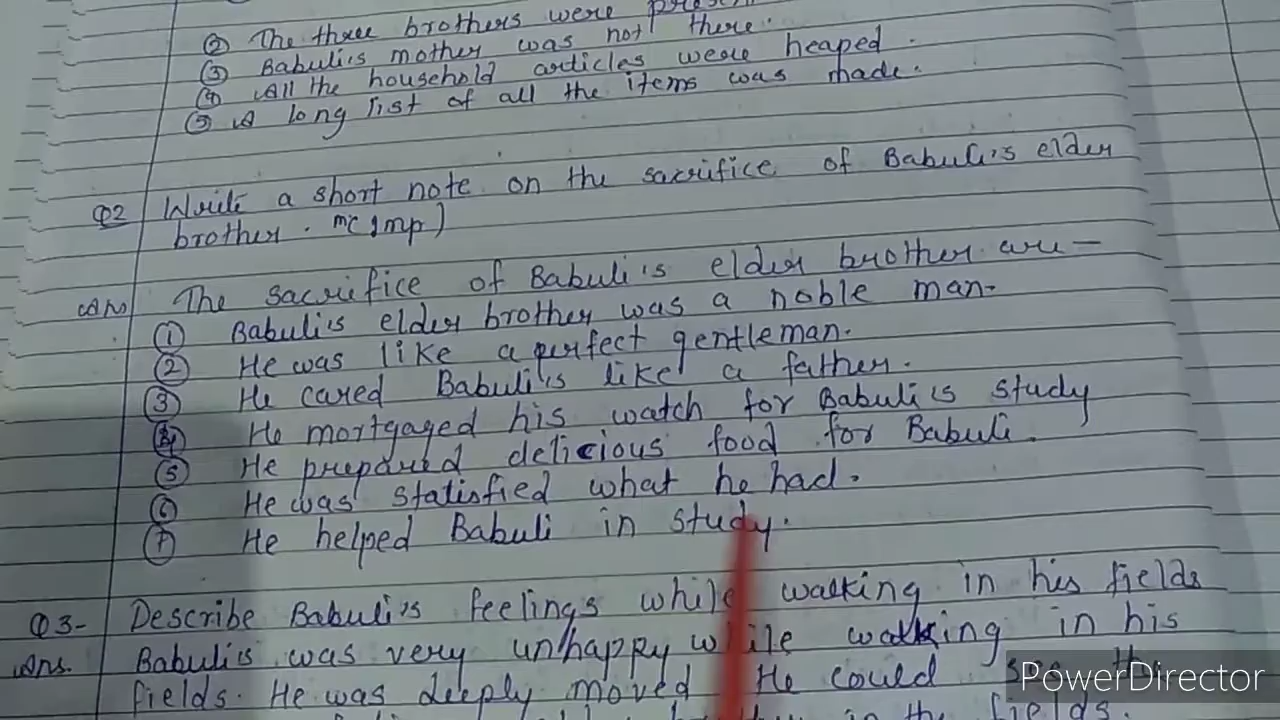 ② The three brothers were
③ Babuli's mother was not there.
④ All the household articles were heaped.
⑤ A long list of all the items was made.
Q2 Write a short note on the sacrifice of Babuli's elder
brother.
Ans The sacrifice of Babuli's elder brother are—
① Babuli's elder brother was a noble man.
② He was like a perfect gentleman.
③ He cared Babuli's like a father.
④ He mortgaged his watch for Babuli's study
⑤ He prepared delicious food for Babuli.
⑥ He was statisfied what he had.
⑦ He helped Babuli in study.
Q3- Describe Babuli's feelings while walking in his fields
Ans. Babuli's was very unhappy while walking in his
fields. He was deeply moved He could see the
in the fields.
PowerDirector